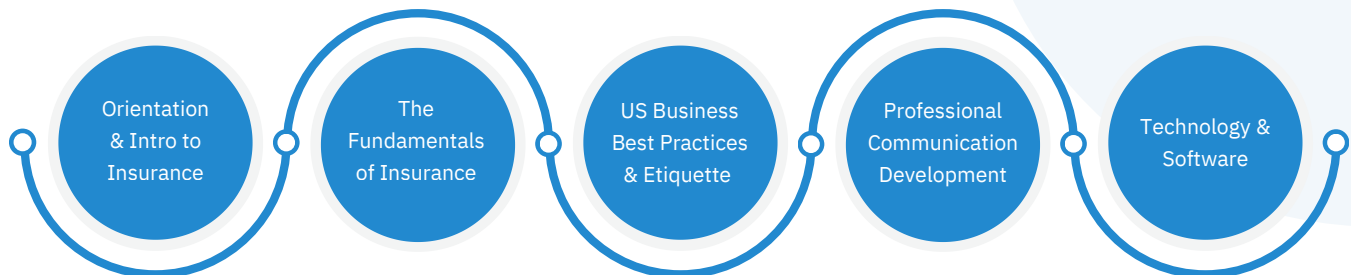 Orientation
& Intro to
Insurance
The
Fundamentals
of Insurance
US Business
Best Practices
& Etiquette
Professional
Communication
Development
Technology &
Software